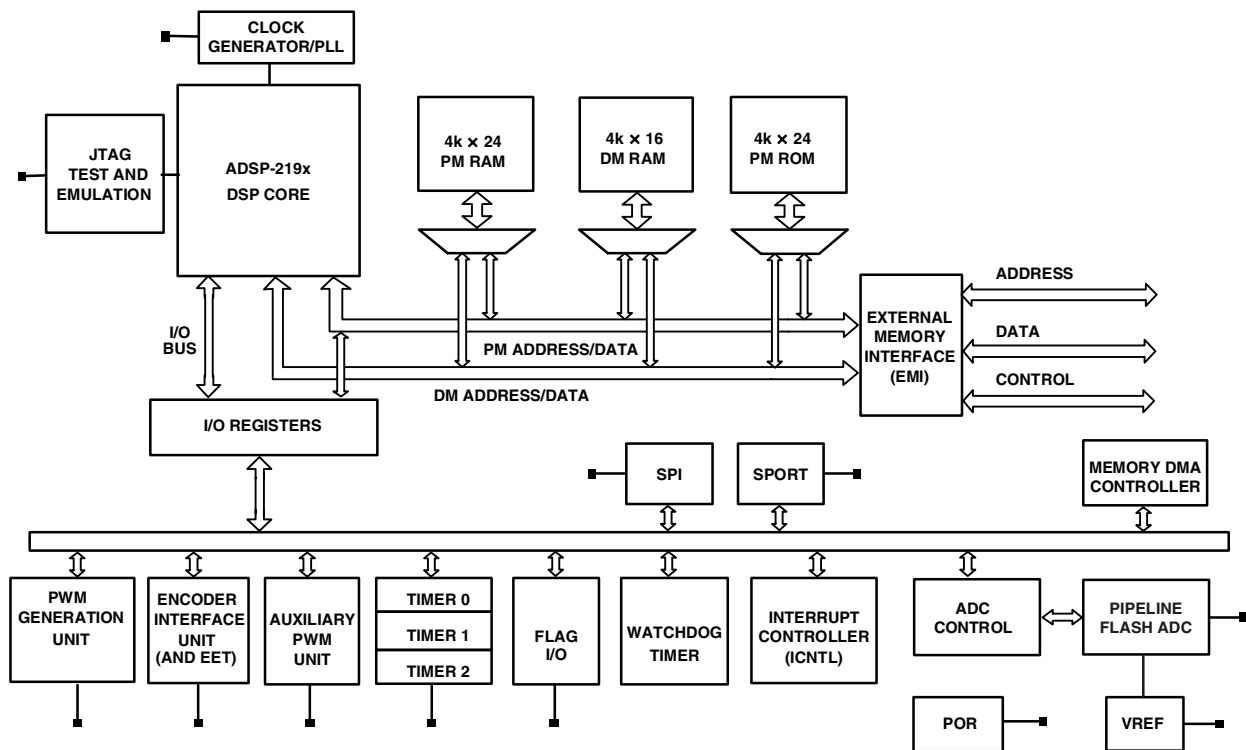 CLOCK
GENERATOR/PLL
JTAG
TEST AND
EMULATION
ADSP-219x
DSP CORE
4k × 24
PM RAM
4k × 16
DM RAM
4k × 24
PM ROM
I/O
BUS
PM ADDRESS/DATA
DM ADDRESS/DATA
EXTERNAL
MEMORY
INTERFACE
(EMI)
ADDRESS
DATA
CONTROL
I/O REGISTERS
SPI
SPORT
MEMORY DMA
CONTROLLER
PWM
GENERATION
UNIT
ENCODER
INTERFACE
UNIT
(AND EET)
AUXILIARY
PWM
UNIT
TIMER 0
TIMER 1
TIMER 2
FLAG
I/O
WATCHDOG
TIMER
INTERRUPT
CONTROLLER
(ICNTL)
ADC
CONTROL
PIPELINE
FLASH ADC
POR
VREF